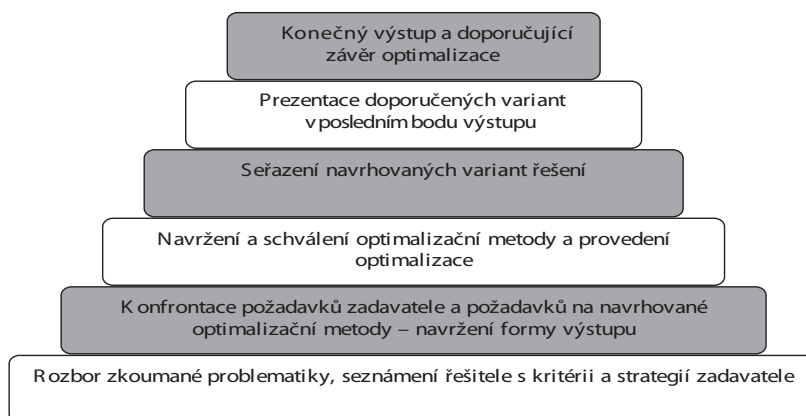 Konečný výstup a doporučující
závěr optimalizace
Prezentace doporučených variant
v posledním bodu výstupu
Seřazení navrhovaných variant řešení
Navržení a schválení optimalizační metody a provedení
optimalizace
Konfrontace požadavků zadavatele a požadavků na navrhované
optimalizační metody – navržení formy výstupu
Rozbor zkoumané problematiky, seznámení řešitele s kritérii a strategií zadavatele